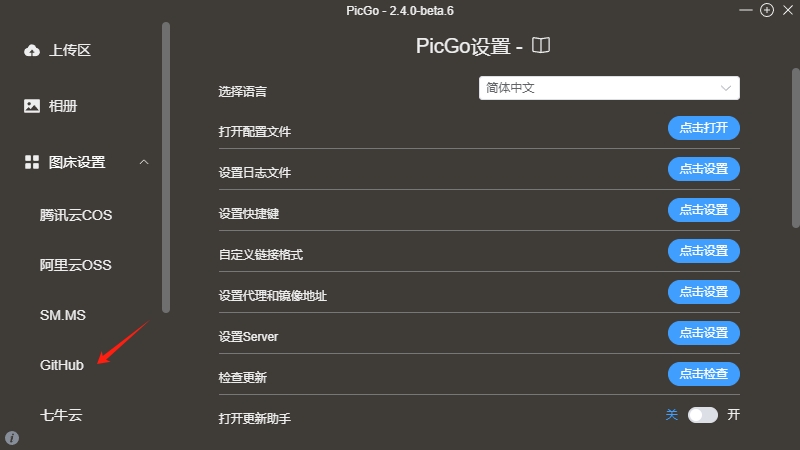 PicGo - 2.4.0-beta.6
上传区
相册
图床设置
腾讯云COS
阿里云OSS
SM.MS
GitHub
七牛云
PicGo设置 -
选择语言 简体中文
打开配置文件 点击打开
设置日志文件 点击设置
设置快捷键 点击设置
自定义链接格式 点击设置
设置代理和镜像地址 点击设置
设置Server 点击设置
检查更新 点击检查
打开更新助手 关 开